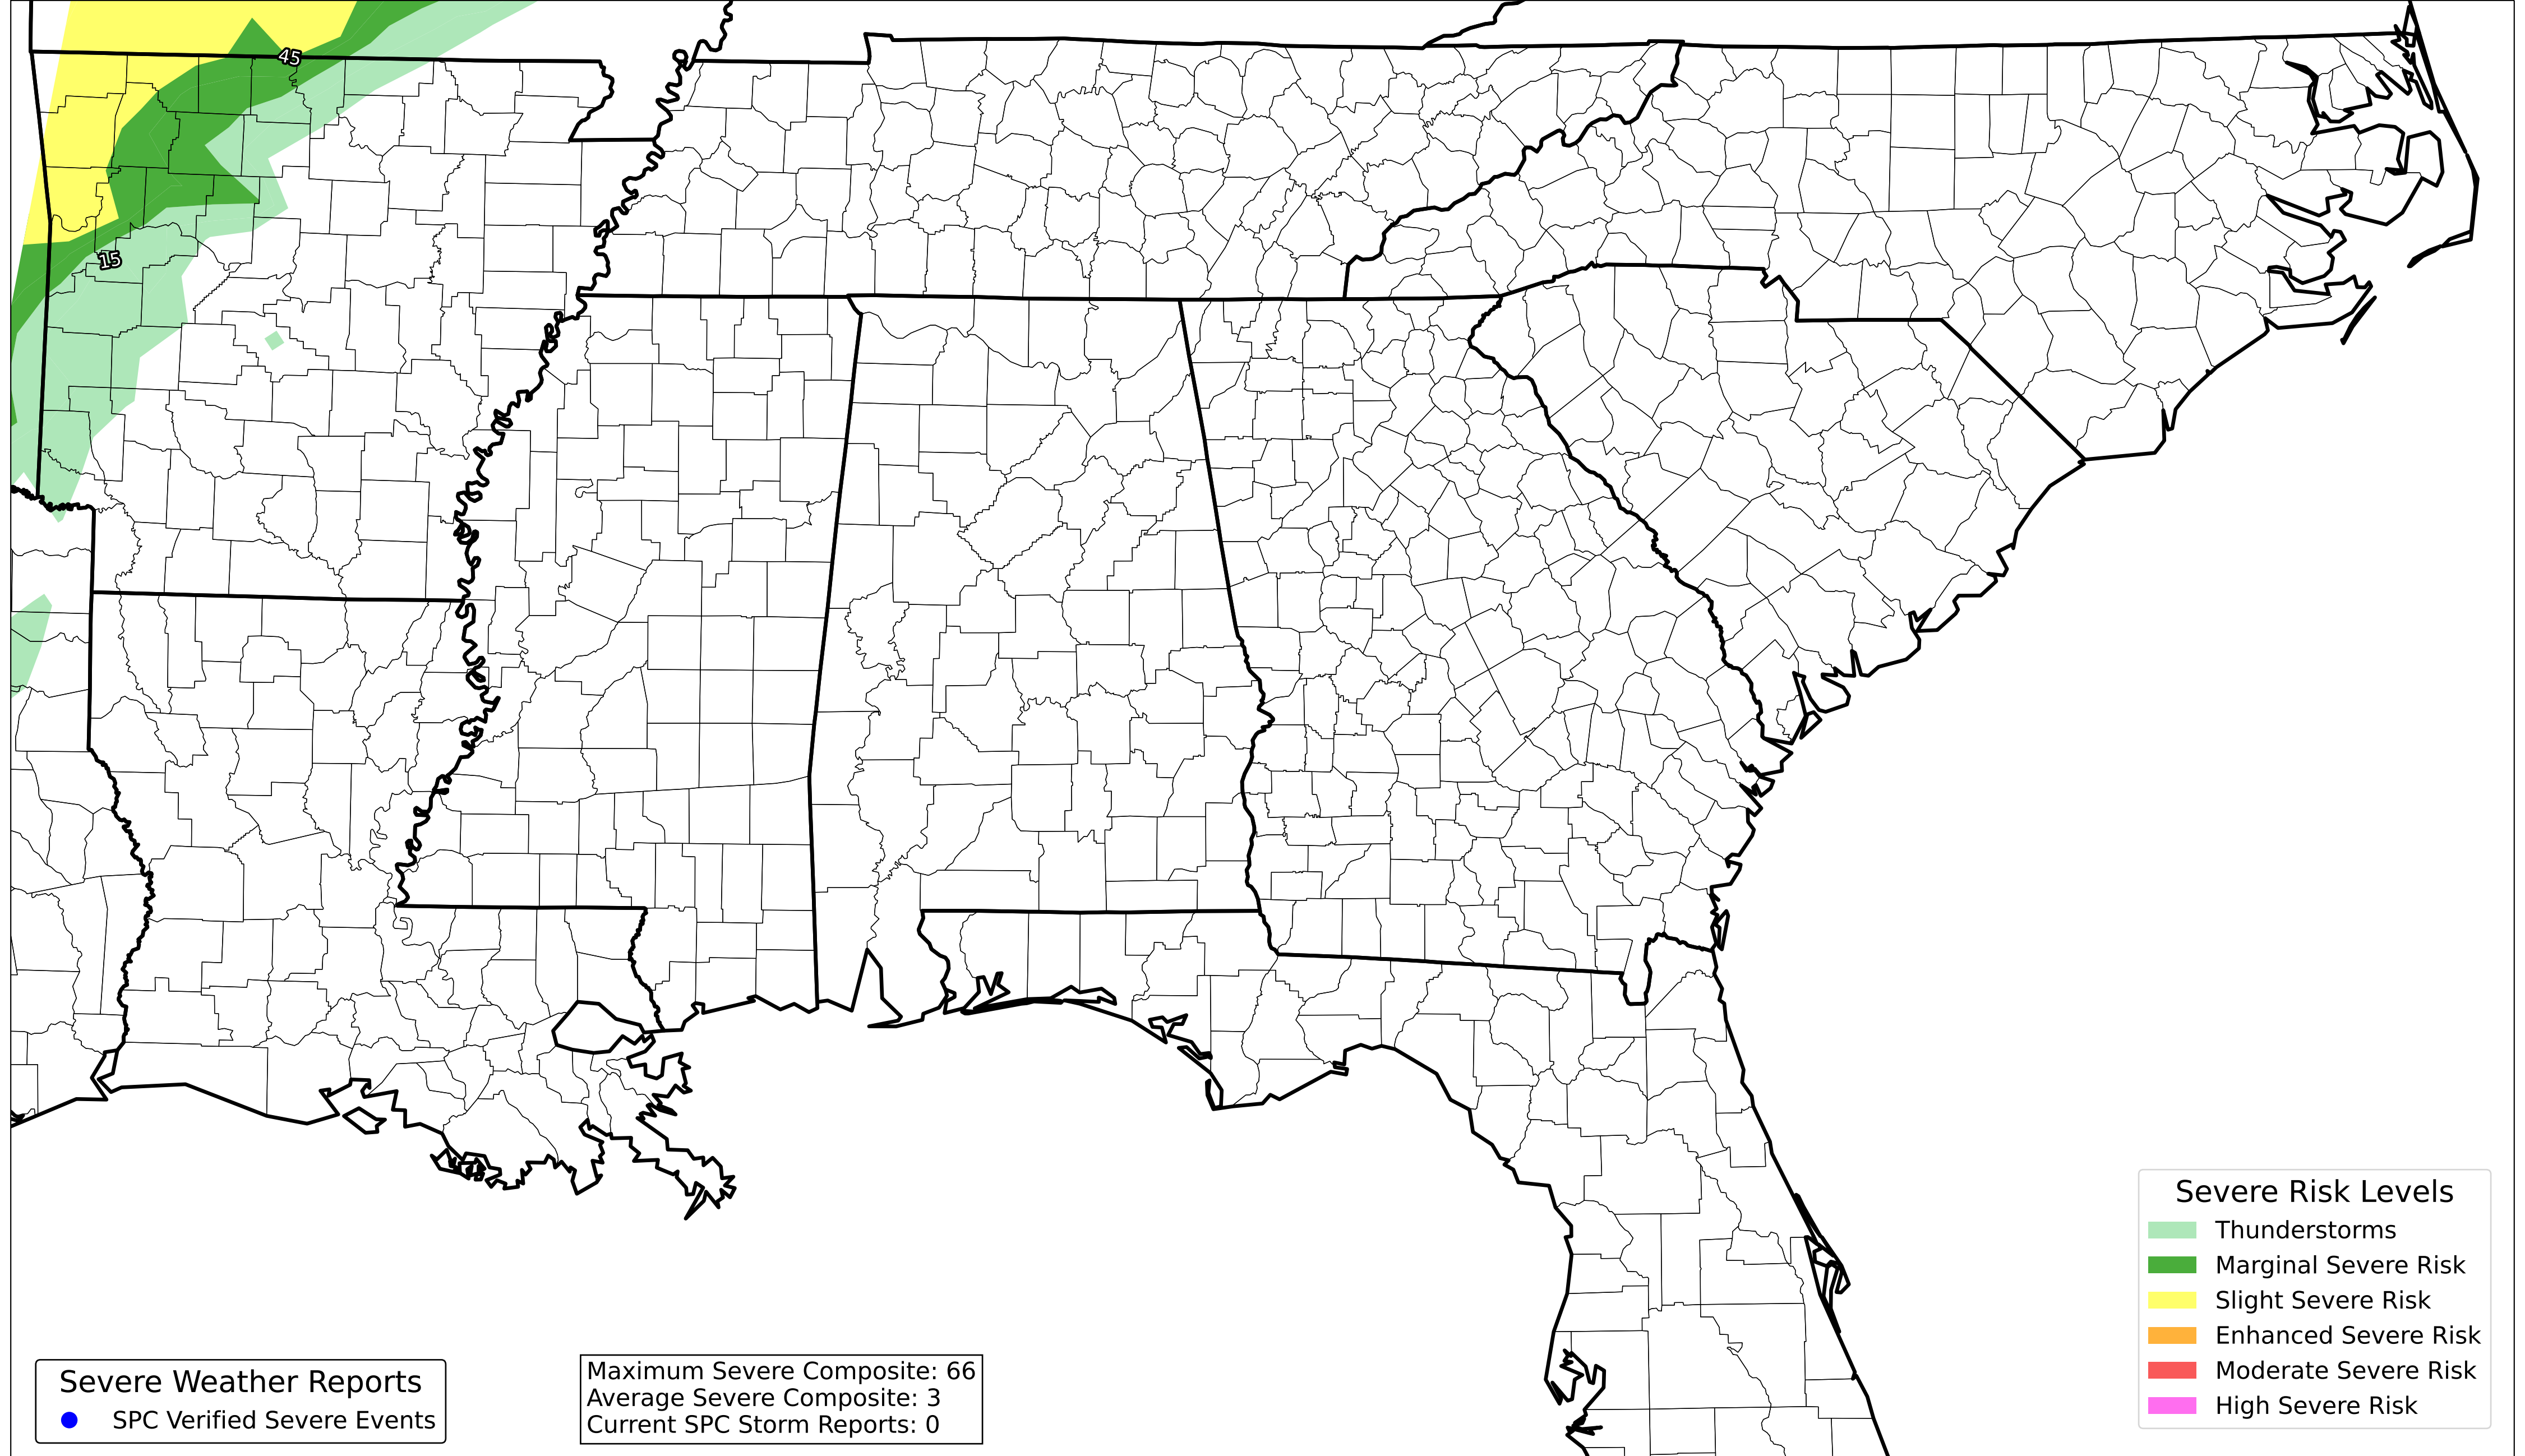 45
15
Severe Risk Levels
Thunderstorms
Marginal Severe Risk
Slight Severe Risk
Enhanced Severe Risk
Moderate Severe Risk
High Severe Risk
Severe Weather Reports
SPC Verified Severe Events
Maximum Severe Composite: 66
Average Severe Composite: 3
Current SPC Storm Reports: 0